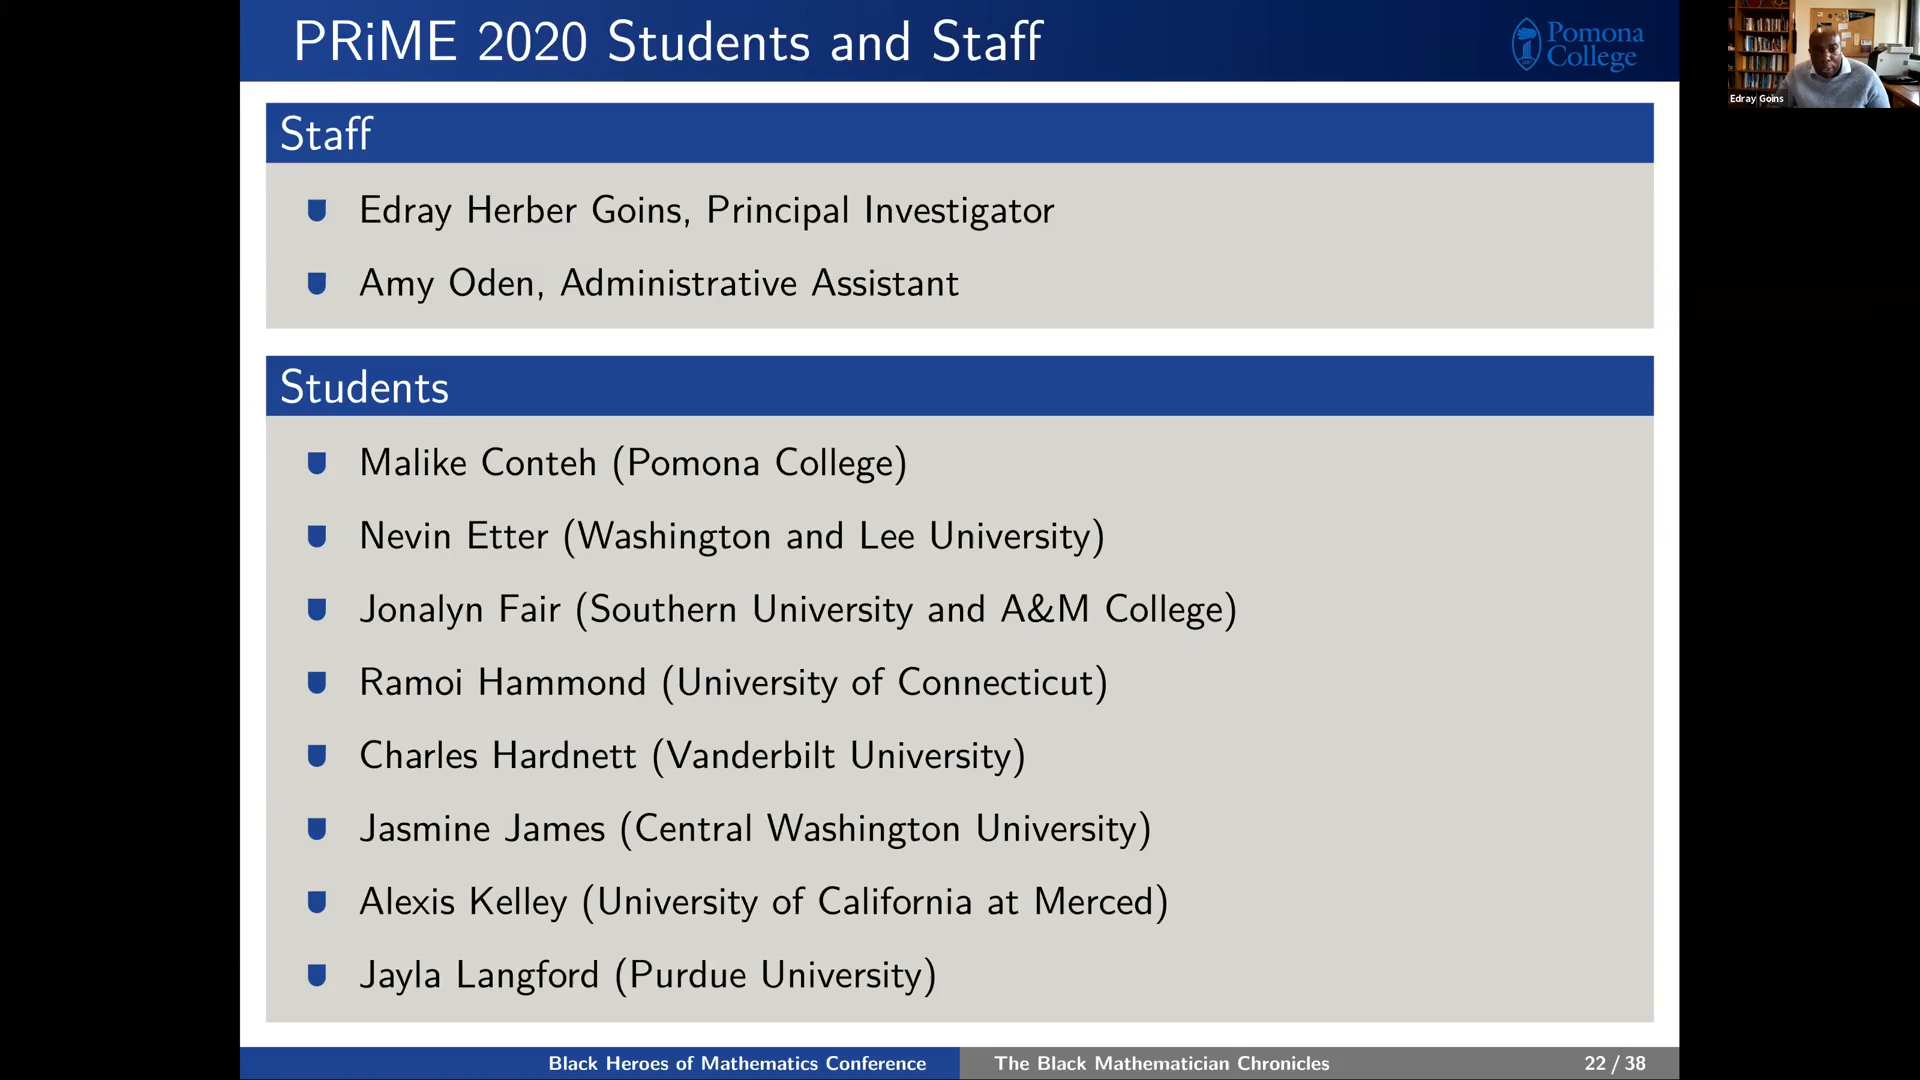 PRiME 2020 Students and Staff
Pomona
College
Edray Goins
Staff
Edray Herber Goins, Principal Investigator
Amy Oden, Administrative Assistant
Students
Malike Conteh (Pomona College)
Nevin Etter (Washington and Lee University)
Jonalyn Fair (Southern University and A&M College)
Ramoi Hammond (University of Connecticut)
Charles Hardnett (Vanderbilt University)
Jasmine James (Central Washington University)
Alexis Kelley (University of California at Merced)
Jayla Langford (Purdue University)
Black Heroes of Mathematics Conference
The Black Mathematician Chronicles
22 / 38